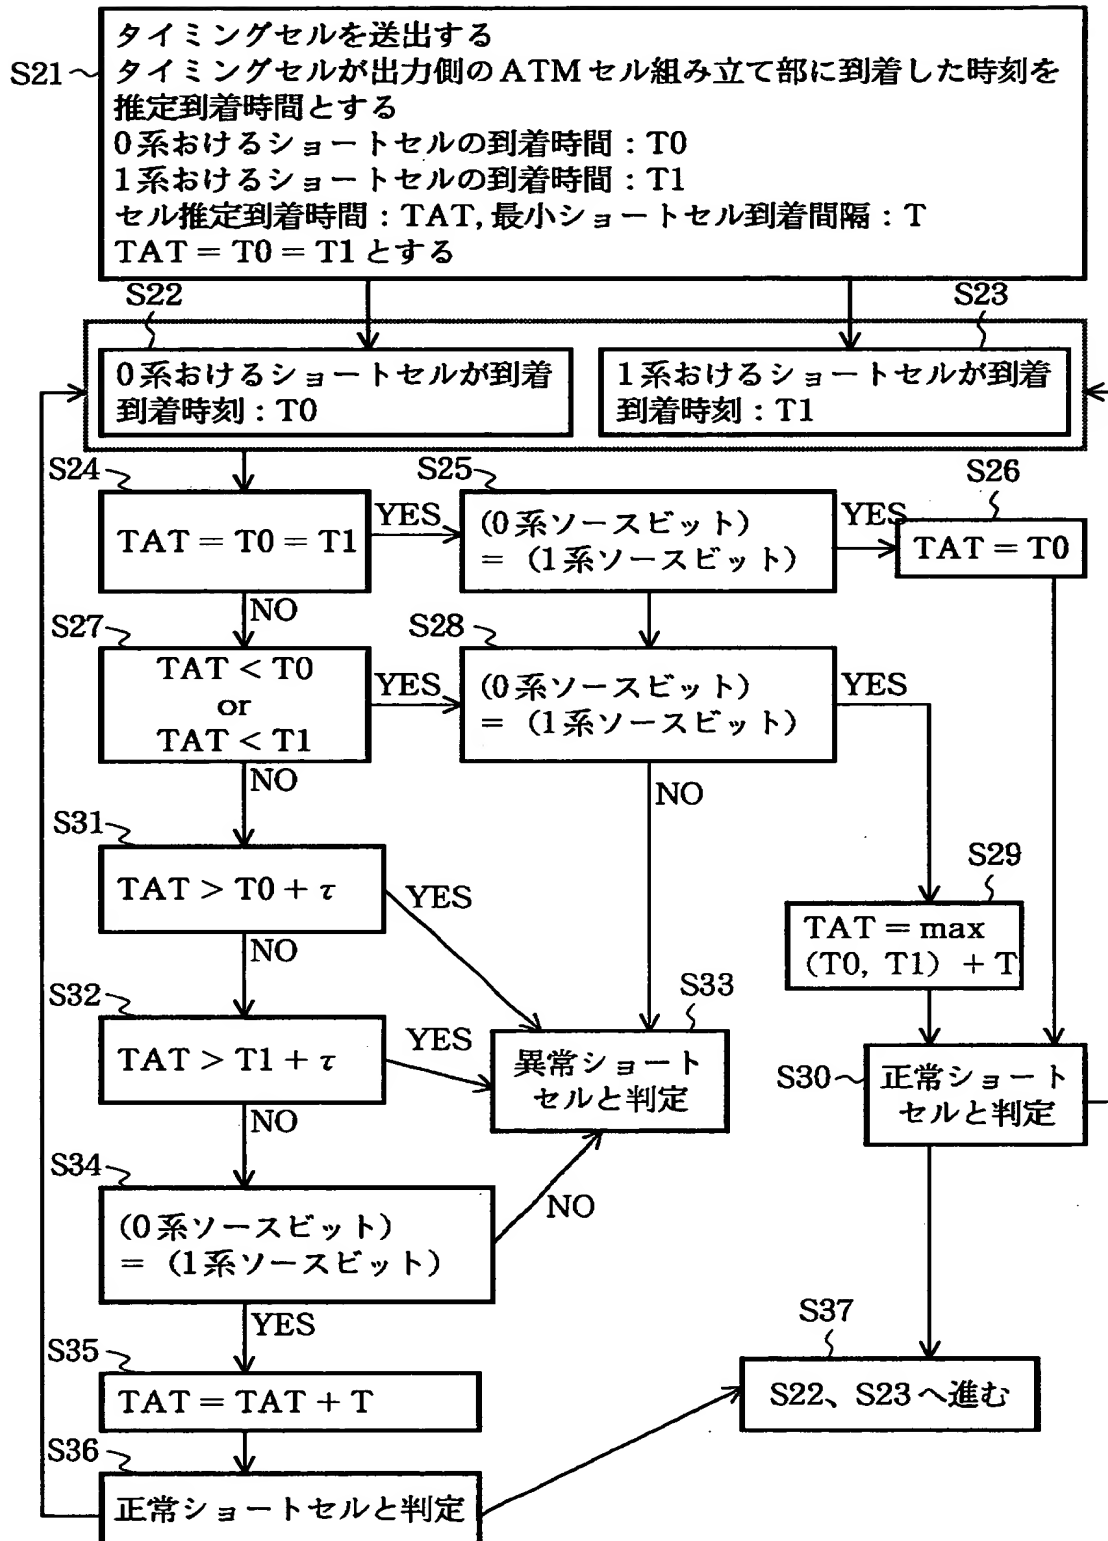 S21
タイミングセルを送出する
タイミングセルが出力側のATMセル組み立て部に到着した時刻を
推定到着時間とする
0系おけるショートセルの到着時間：T0
1系おけるショートセルの到着時間：T1
セル推定到着時間：TAT, 最小ショートセル到着間隔：T
TAT = T0 = T1とする
S22
0系おけるショートセルが到着
到着時刻：T0
S23
1系おけるショートセルが到着
到着時刻：T1
S24
TAT = T0 = T1
YES
NO
S25
(0系ソースビット)
= (1系ソースビット)
YES
S26
TAT = T0
S27
TAT < T0
or
TAT < T1
YES
NO
S28
(0系ソースビット)
= (1系ソースビット)
YES
NO
S29
TAT = max
(T0, T1) + T
S30
正常ショート
セルと判定
S31
TAT > T0 + τ
YES
NO
S32
TAT > T1 + τ
YES
NO
S33
異常ショート
セルと判定
S34
(0系ソースビット)
= (1系ソースビット)
NO
YES
S35
TAT = TAT + T
S36
正常ショートセルと判定
S37
S22、S23へ進む